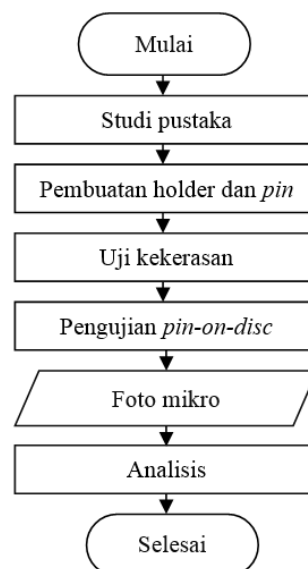 Mulai
Studi pustaka
Pembuatan holder dan pin
Uji kekerasan
Pengujian pin-on-disc
Foto mikro
Analisis
Selesai